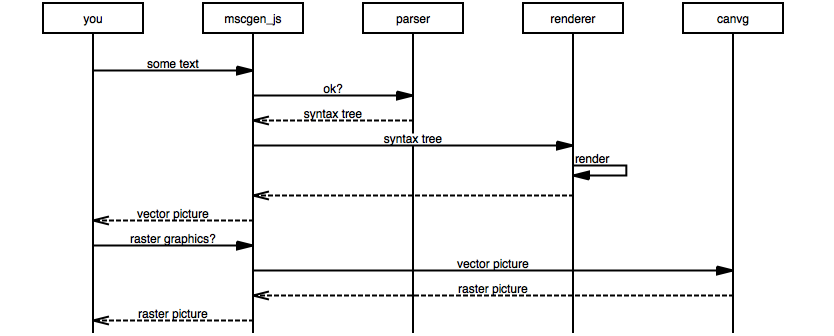 you
mscgen_js
parser
renderer
canvg
some text
ok?
syntax tree
syntax tree
render
vector picture
raster graphics?
vector picture
raster picture
raster picture